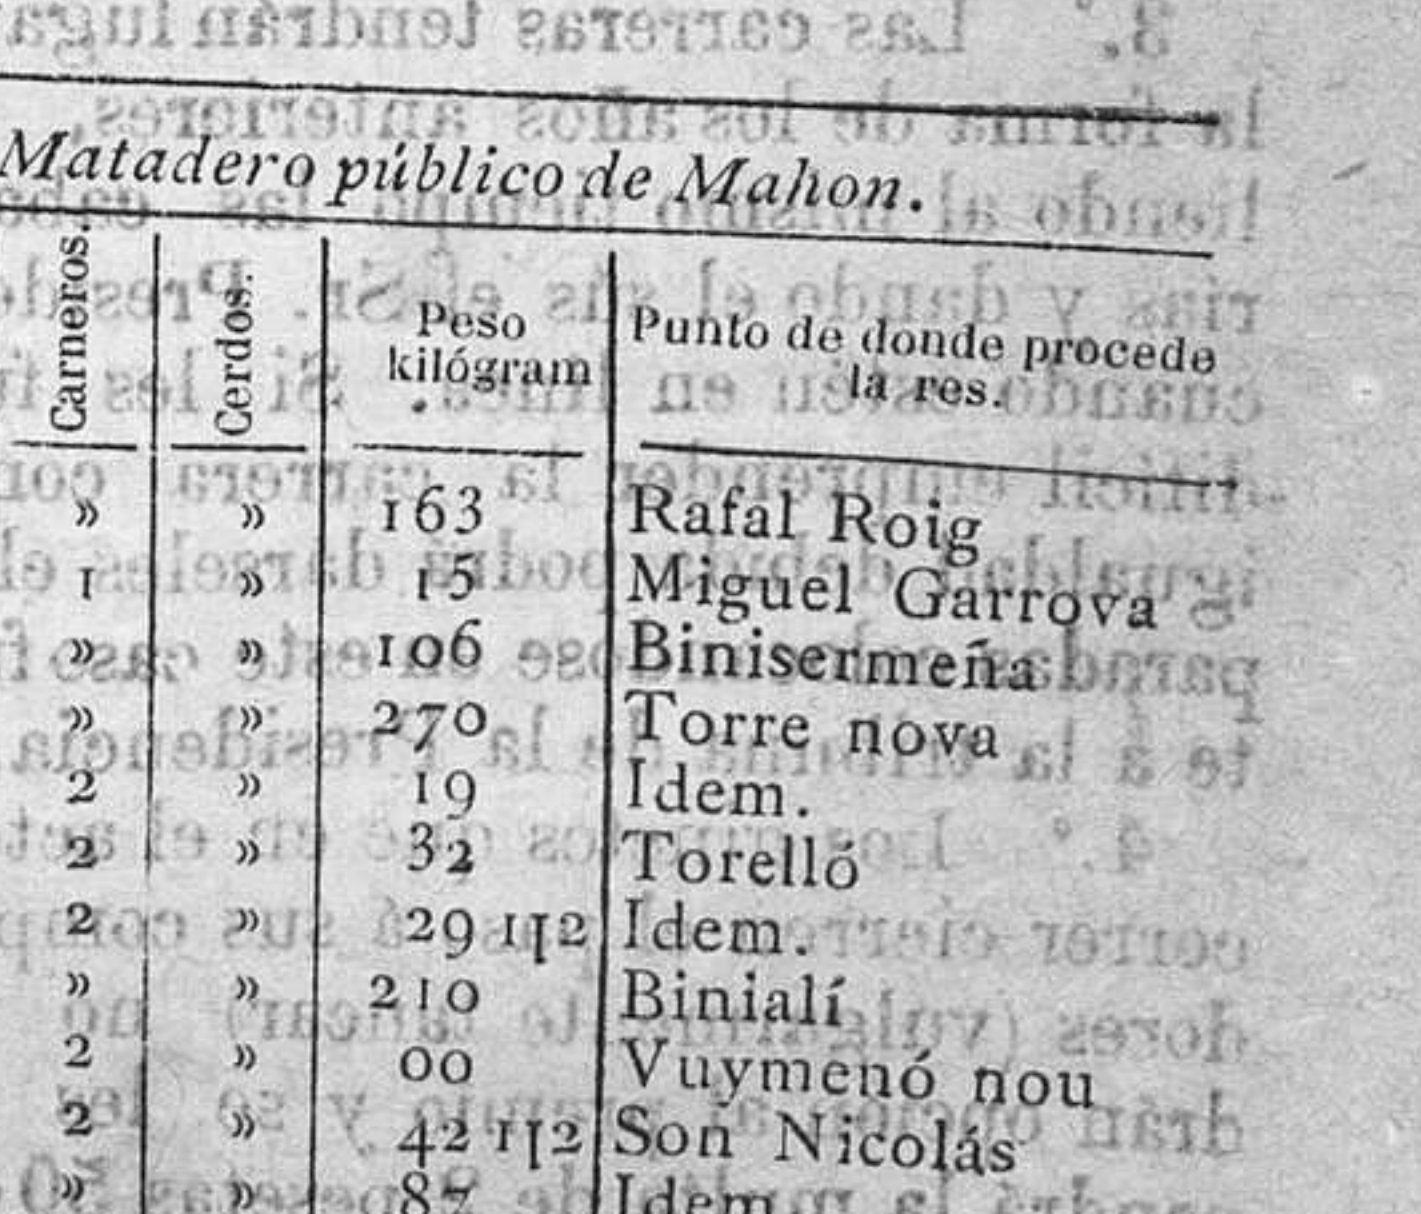 Matadero público de Mahon.
Carneros. Cerdos. Peso kilógram. Punto de donde procede la res.
» » 163 Rafal Roig
1 » 15 Miguel Garrova
» » 106 Binisermeña
» » 270 Torre nova
2 » 19 Idem.
2 » 32 Torelló
2 » 29 1|2 Idem.
» » 210 Binialí
2 » 00 Vuymenó nou
2 » 42 1|2 Son Nicolás
» » 87 Idem